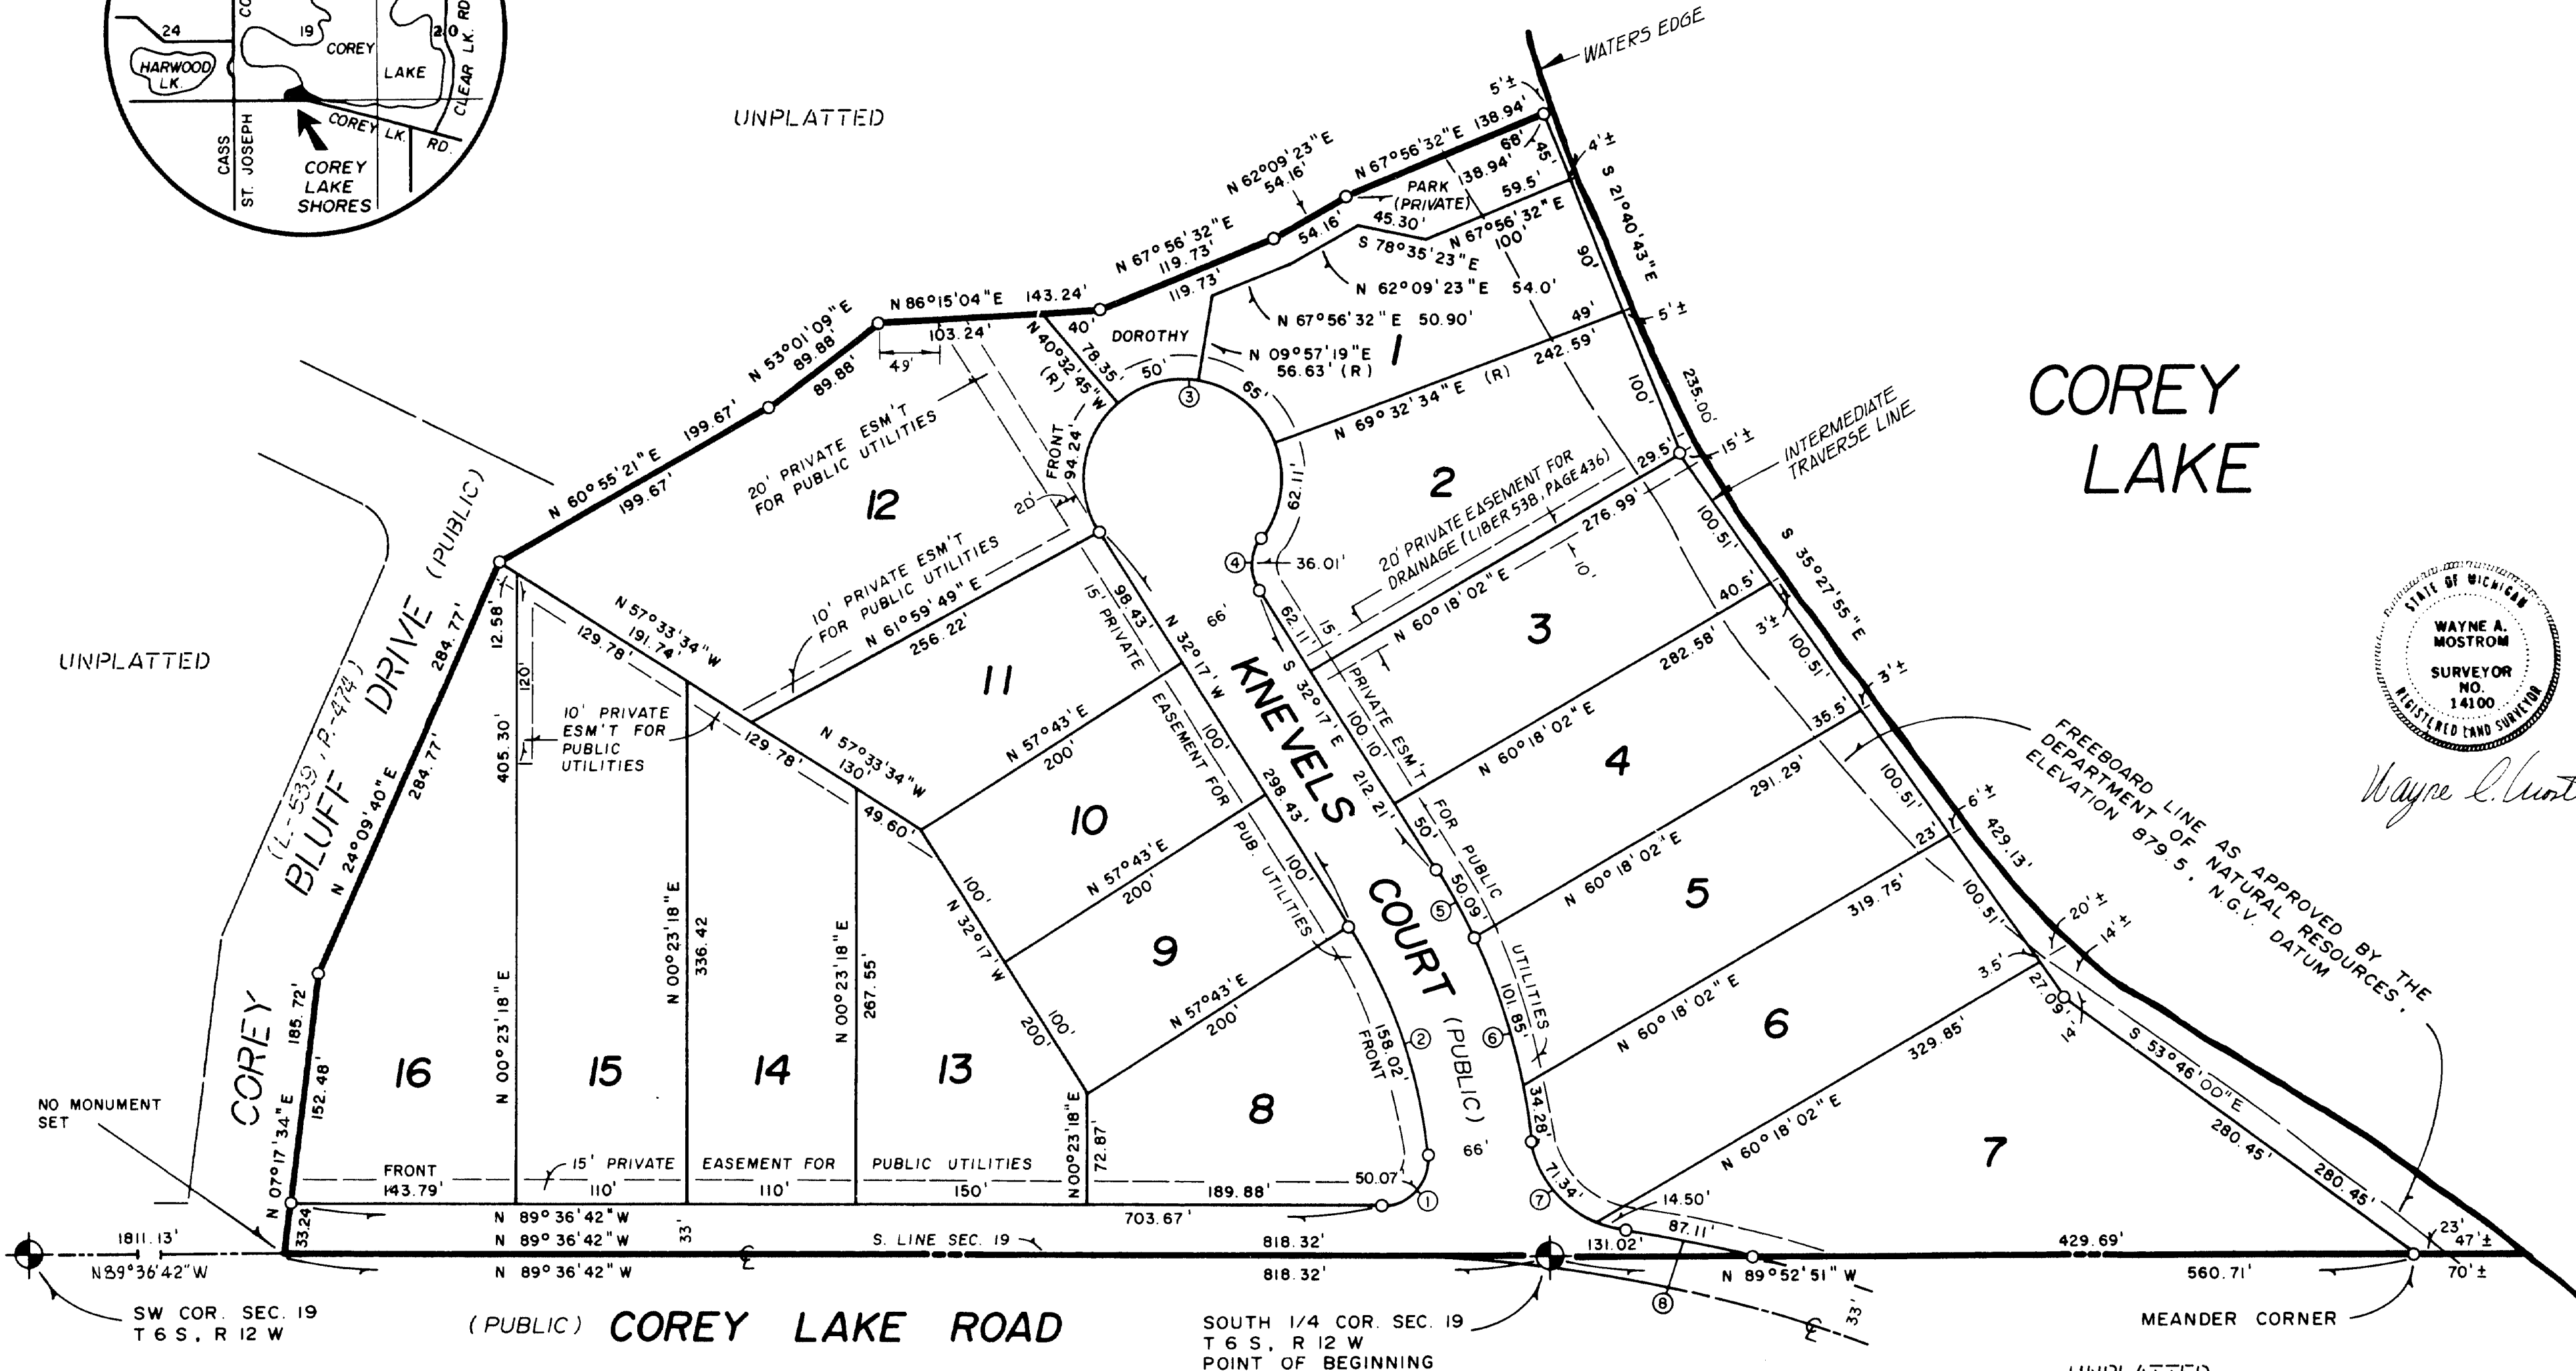 24
19
20
CO
CLEAR LK. RD.
COREY
LAKE
HARWOOD
LK.
COREY LK. RD.
CASS
ST. JOSEPH
COREY
LAKE
SHORES
UNPLATTED
WATERS EDGE
5'±
N 67°56'32"E 138.94'
68'
45'
4'±
138.94'
PARK
(PRIVATE)
59.5'
N 62°09'23"E
54.16'
54.16'
45.30'
S 78°35'23"E
N 67°56'32"E
100'
S 21°40'43"E
90'
N 67°56'32"E
119.73'
119.73'
N 62°09'23"E 54.0'
N 67°56'32"E 50.90'
N 09°57'19"E
56.63' (R)
1
49'
5'±
242.59'
N 69°32'34"E (R)
N 86°15'04"E 143.24'
103.24'
40'
49'
DOROTHY
N 40°32'45"W
78.35'
(R)
50'
65'
3
N 53°01'09"E
89.88'
89.88'
199.67'
N 60°55'21"E
199.67'
20' PRIVATE ESM'T
FOR PUBLIC UTILITIES
12
FRONT
94.24'
20'
62.11'
4
36.01'
2
100'
235.00'
29.5'
15'±
INTERMEDIATE
TRAVERSE LINE
COREY
LAKE
20' PRIVATE EASEMENT FOR
DRAINAGE (LIBER 538, PAGE 436)
276.99'
10'
N 60°18'02"E
100.51'
S 35°27'55"E
10' PRIVATE ESM'T
FOR PUBLIC UTILITIES
N 61°59'49"E
256.22'
11
98.43'
15' PRIVATE
EASEMENT FOR
PUB. UTILITIES
N 32°17'W
66'
62.11'
15'
PRIVATE ESM'T
FOR PUBLIC
UTILITIES
S 32°17'E
100.10'
212.21'
50'
3
40.5'
3'±
282.58'
N 60°18'02"E
100.51'
3'±
4
35.5'
291.29'
N 60°18'02"E
100.51'
6'±
429.13'
5
23'
319.75'
N 60°18'02"E
100.51'
20'±
14'±
3.5'
27.09'
14'
6
329.85'
N 60°18'02"E
7
S 53°46'00"E
280.45'
280.45'
FREEBOARD LINE AS APPROVED BY THE
DEPARTMENT OF NATURAL RESOURCES,
ELEVATION 879.5, N.G.V. DATUM
STATE OF MICHIGAN
WAYNE A.
MOSTROM
SURVEYOR
NO.
14100
REGISTERED LAND SURVEYOR
UNPLATTED
COREY BLUFF DRIVE (PUBLIC)
(L-539, P.-474)
284.77'
N 24°09'40"E
284.77'
12.58'
120'
405.30'
N 00°23'18"E
N 57°33'34"W
191.74'
129.78'
10' PRIVATE
ESM'T FOR
PUBLIC
UTILITIES
129.78'
N 57°33'34"W
130'
49.60'
N 57°43'E
200'
100'
298.43'
10
N 57°43'E
200'
100'
9
N 57°43'E
200'
100'
N 32°17'W
100'
200'
KNEVELS COURT (PUBLIC)
5
50.09'
6
101.85'
34.28'
2
158.02'
FRONT
66'
7
71.34'
14.50'
87.11'
8
N 00°23'18"E
336.42
N 00°23'18"E
267.55'
16
15
14
13
8
N 00°23'18"E
72.87'
185.72'
152.48'
N 07°17'34"E
33.24
NO MONUMENT
SET
FRONT
15' PRIVATE EASEMENT FOR PUBLIC UTILITIES
143.79'
110'
110'
150'
189.88'
50.07'
1
N 89°36'42"W
703.67'
33'
N 89°36'42"W
S. LINE SEC. 19
818.32'
131.02'
429.69'
23'
47'±
1811.13'
N89°36'42"W
N 89°36'42"W
818.32'
N 89°52'51"W
560.71'
70'±
33'
SW COR. SEC. 19
T 6 S, R 12 W
(PUBLIC) COREY LAKE ROAD
SOUTH 1/4 COR. SEC. 19
T 6 S, R 12 W
POINT OF BEGINNING
MEANDER CORNER
UNPLATTED